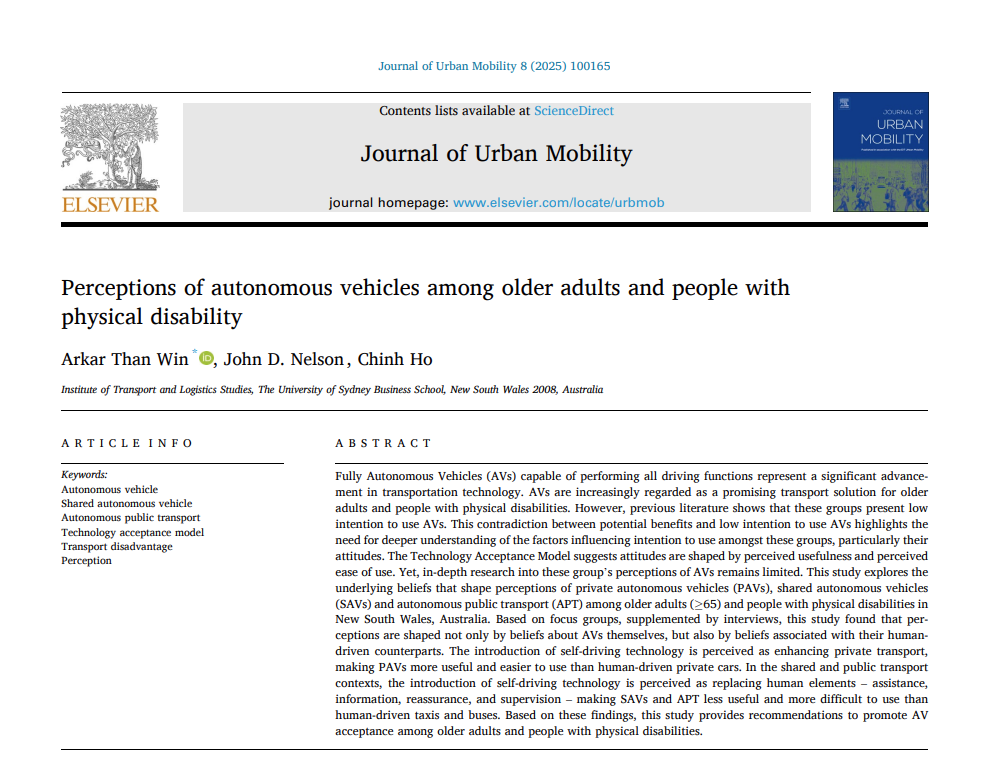 Journal of Urban Mobility 8 (2025) 100165
Contents lists available at ScienceDirect
Journal of Urban Mobility
journal homepage: www.elsevier.com/locate/urbmob
ELSEVIER
JOURNAL OF
URBAN
MOBILITY
Perceptions of autonomous vehicles among older adults and people with
physical disability
Arkar Than Win *, John D. Nelson, Chinh Ho
Institute of Transport and Logistics Studies, The University of Sydney Business School, New South Wales 2008, Australia
ARTICLE INFO
Keywords:
Autonomous vehicle
Shared autonomous vehicle
Autonomous public transport
Technology acceptance model
Transport disadvantage
Perception
ABSTRACT
Fully Autonomous Vehicles (AVs) capable of performing all driving functions represent a significant advance-
ment in transportation technology. AVs are increasingly regarded as a promising transport solution for older
adults and people with physical disabilities. However, previous literature shows that these groups present low
intention to use AVs. This contradiction between potential benefits and low intention to use AVs highlights the
need for deeper understanding of the factors influencing intention to use amongst these groups, particularly their
attitudes. The Technology Acceptance Model suggests attitudes are shaped by perceived usefulness and perceived
ease of use. Yet, in-depth research into these group's perceptions of AVs remains limited. This study explores the
underlying beliefs that shape perceptions of private autonomous vehicles (PAVs), shared autonomous vehicles
(SAVs) and autonomous public transport (APT) among older adults (≥65) and people with physical disabilities in
New South Wales, Australia. Based on focus groups, supplemented by interviews, this study found that per-
ceptions are shaped not only by beliefs about AVs themselves, but also by beliefs associated with their human-
driven counterparts. The introduction of self-driving technology is perceived as enhancing private transport,
making PAVs more useful and easier to use than human-driven private cars. In the shared and public transport
contexts, the introduction of self-driving technology is perceived as replacing human elements – assistance,
information, reassurance, and supervision – making SAVs and APT less useful and more difficult to use than
human-driven taxis and buses. Based on these findings, this study provides recommendations to promote AV
acceptance among older adults and people with physical disabilities.